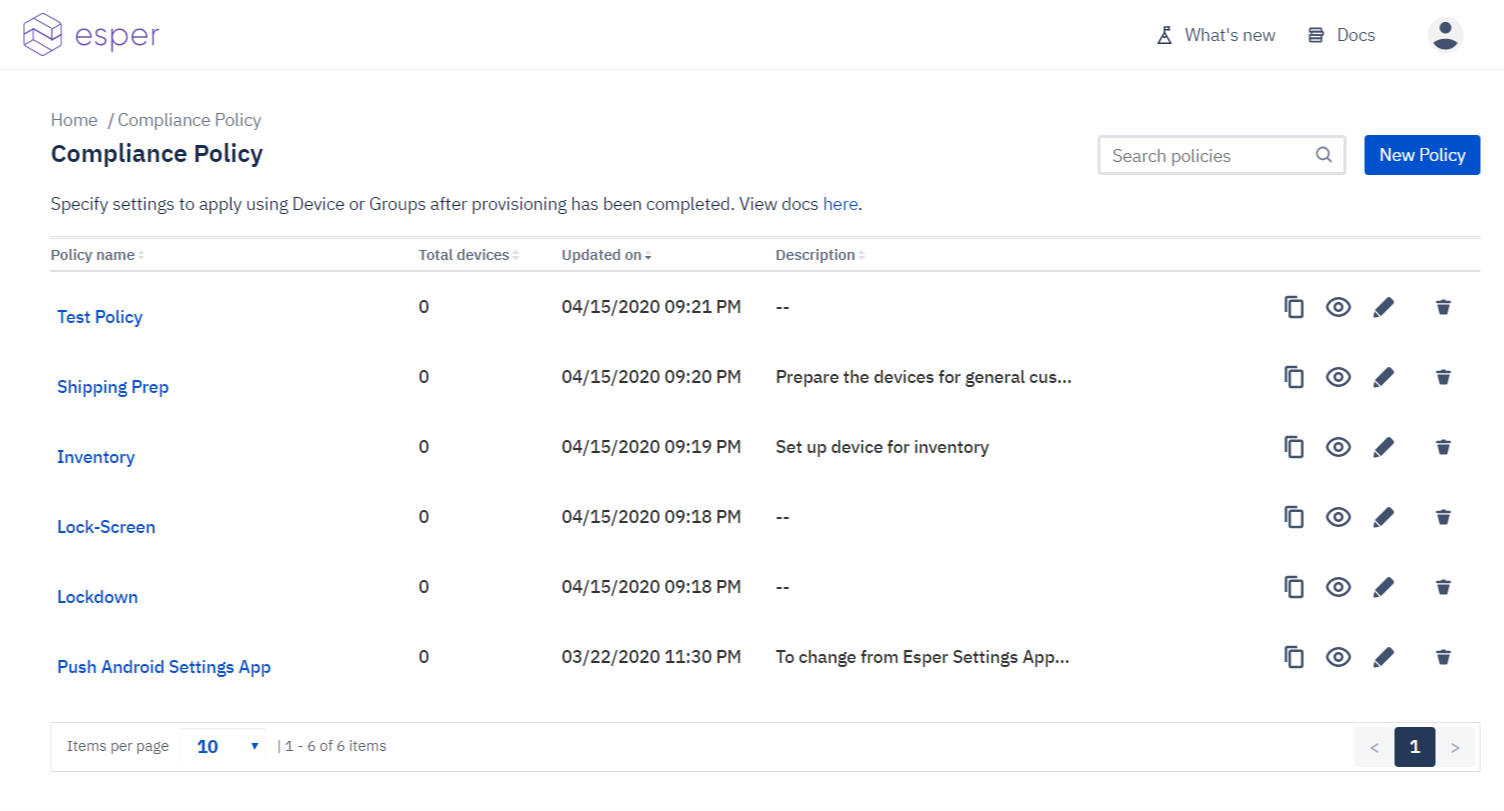 esper
What's new Docs
Home / Compliance Policy
Compliance Policy
Search policies
New Policy
Specify settings to apply using Device or Groups after provisioning has been completed. View docs here.
Policy name Total devices Updated on Description
Test Policy 0 04/15/2020 09:21 PM --
Shipping Prep 0 04/15/2020 09:20 PM Prepare the devices for general cus...
Inventory 0 04/15/2020 09:19 PM Set up device for inventory
Lock-Screen 0 04/15/2020 09:18 PM --
Lockdown 0 04/15/2020 09:18 PM --
Push Android Settings App 0 03/22/2020 11:30 PM To change from Esper Settings App...
Items per page 10 | 1 - 6 of 6 items < 1 >